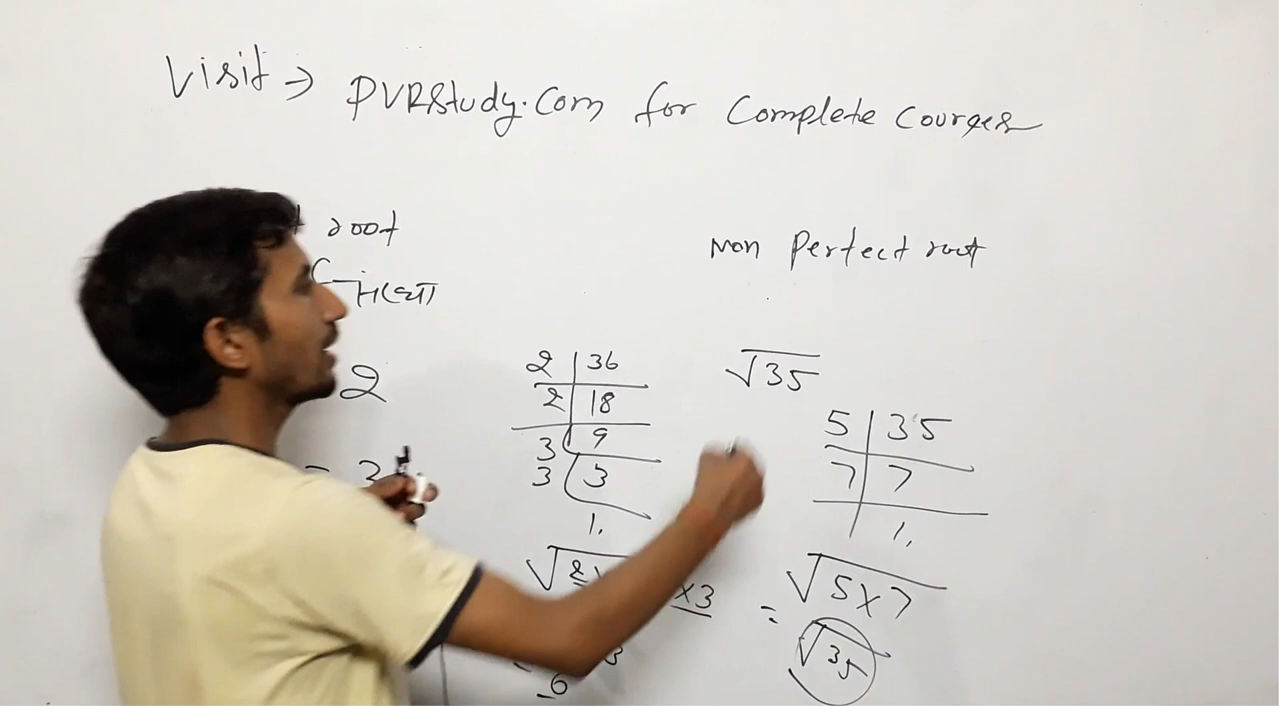 Visit ⇒ PVRStudy.Com for Complete Courses
root
Non Perfect root
2
2 | 36
2 | 18
3 | 9
3 | 3
1.
√35
5 | 35
7 | 7
1.
×3
6
= √5×7
√35